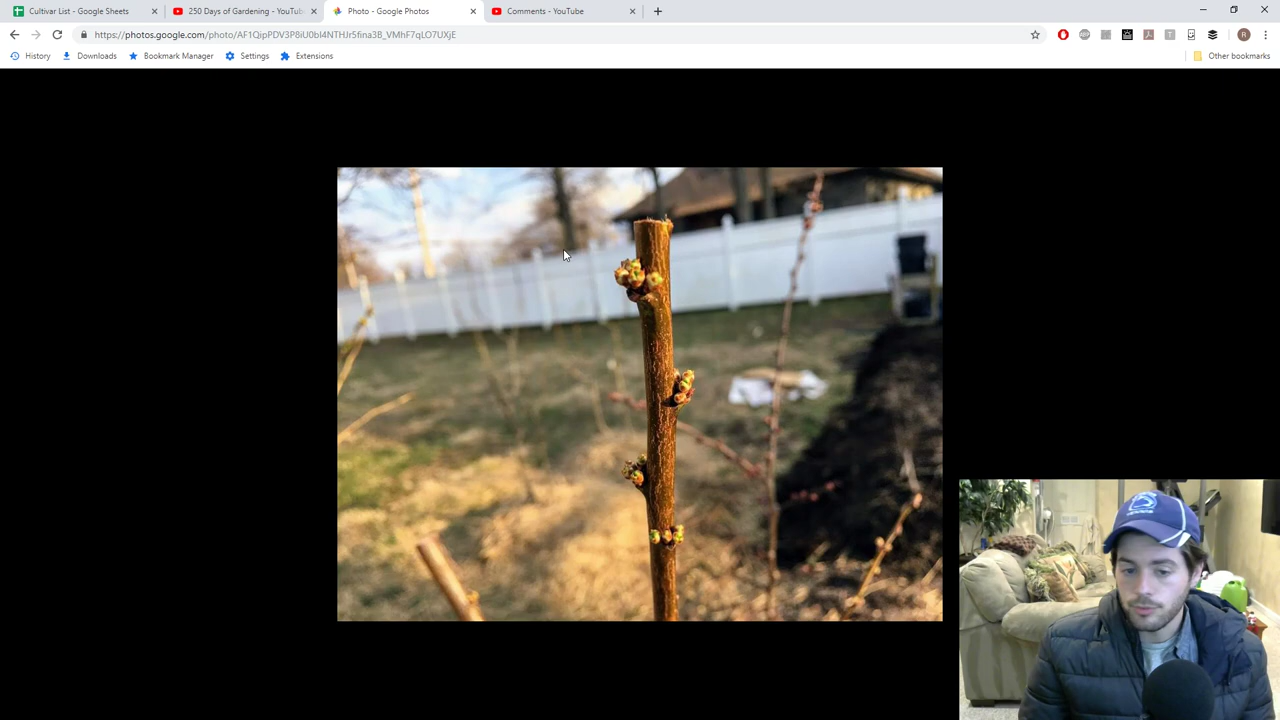 Cultivar List - Google Sheets
250 Days of Gardening - YouTub
Photo - Google Photos
Comments - YouTube
https://photos.google.com/photo/AF1QipPDV3P8iU0bI4NTHJr5fina3B_VMhF7qLO7UXjE
History
Downloads
Bookmark Manager
Settings
Extensions
Other bookmarks